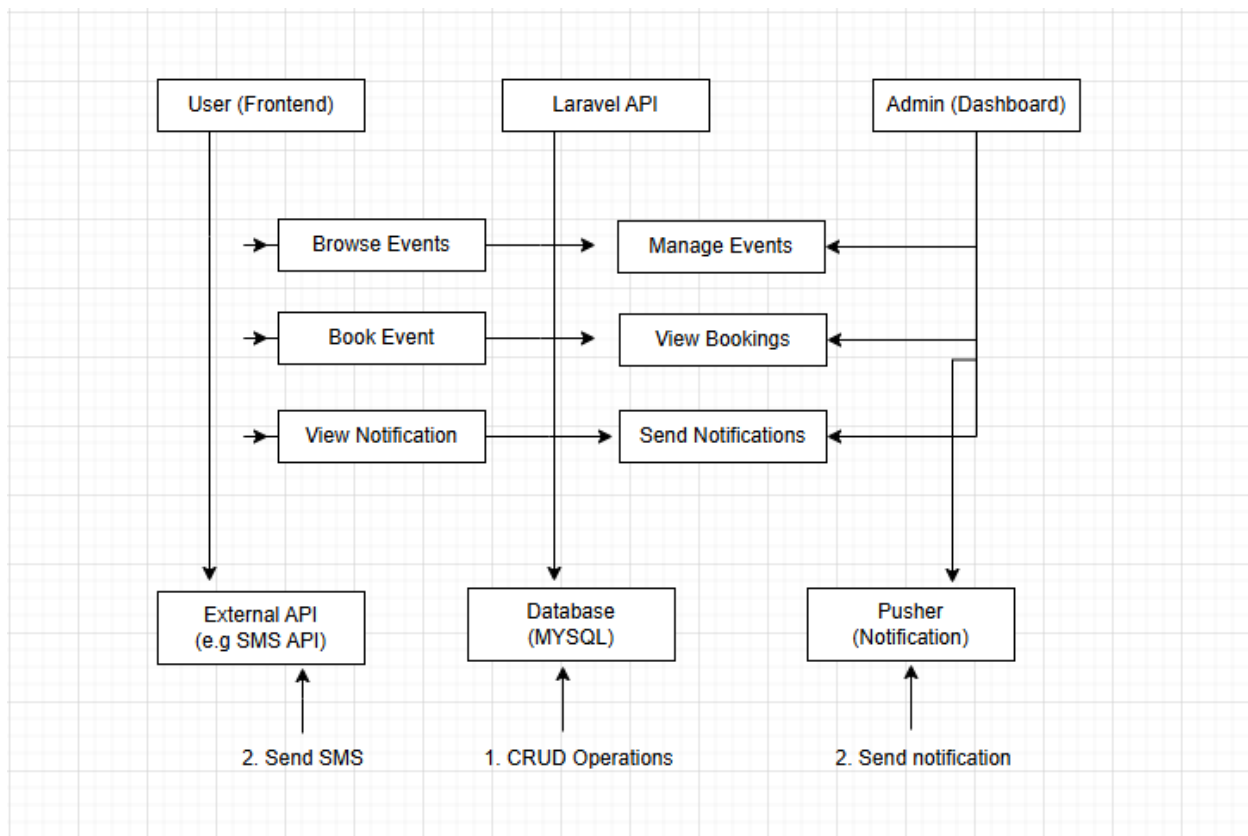 User (Frontend)
Laravel API
Admin (Dashboard)
Browse Events
Manage Events
Book Event
View Bookings
View Notification
Send Notifications
External API
(e.g SMS API)
Database
(MYSQL)
Pusher
(Notification)
2. Send SMS
1. CRUD Operations
2. Send notification